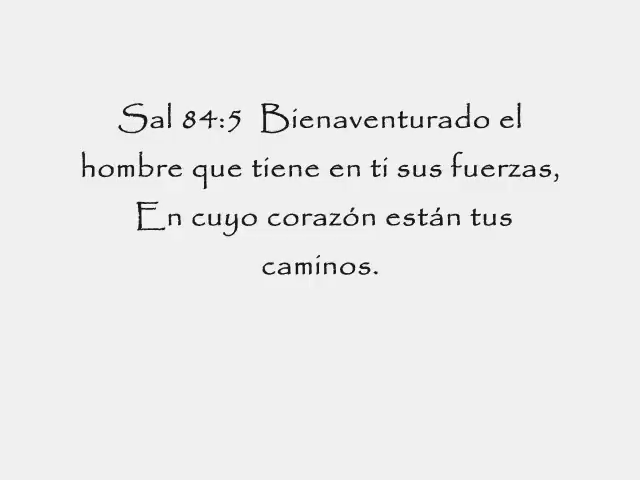 Sal 84:5 Bienaventurado el
hombre que tiene en ti sus fuerzas,
En cuyo corazón están tus
caminos.